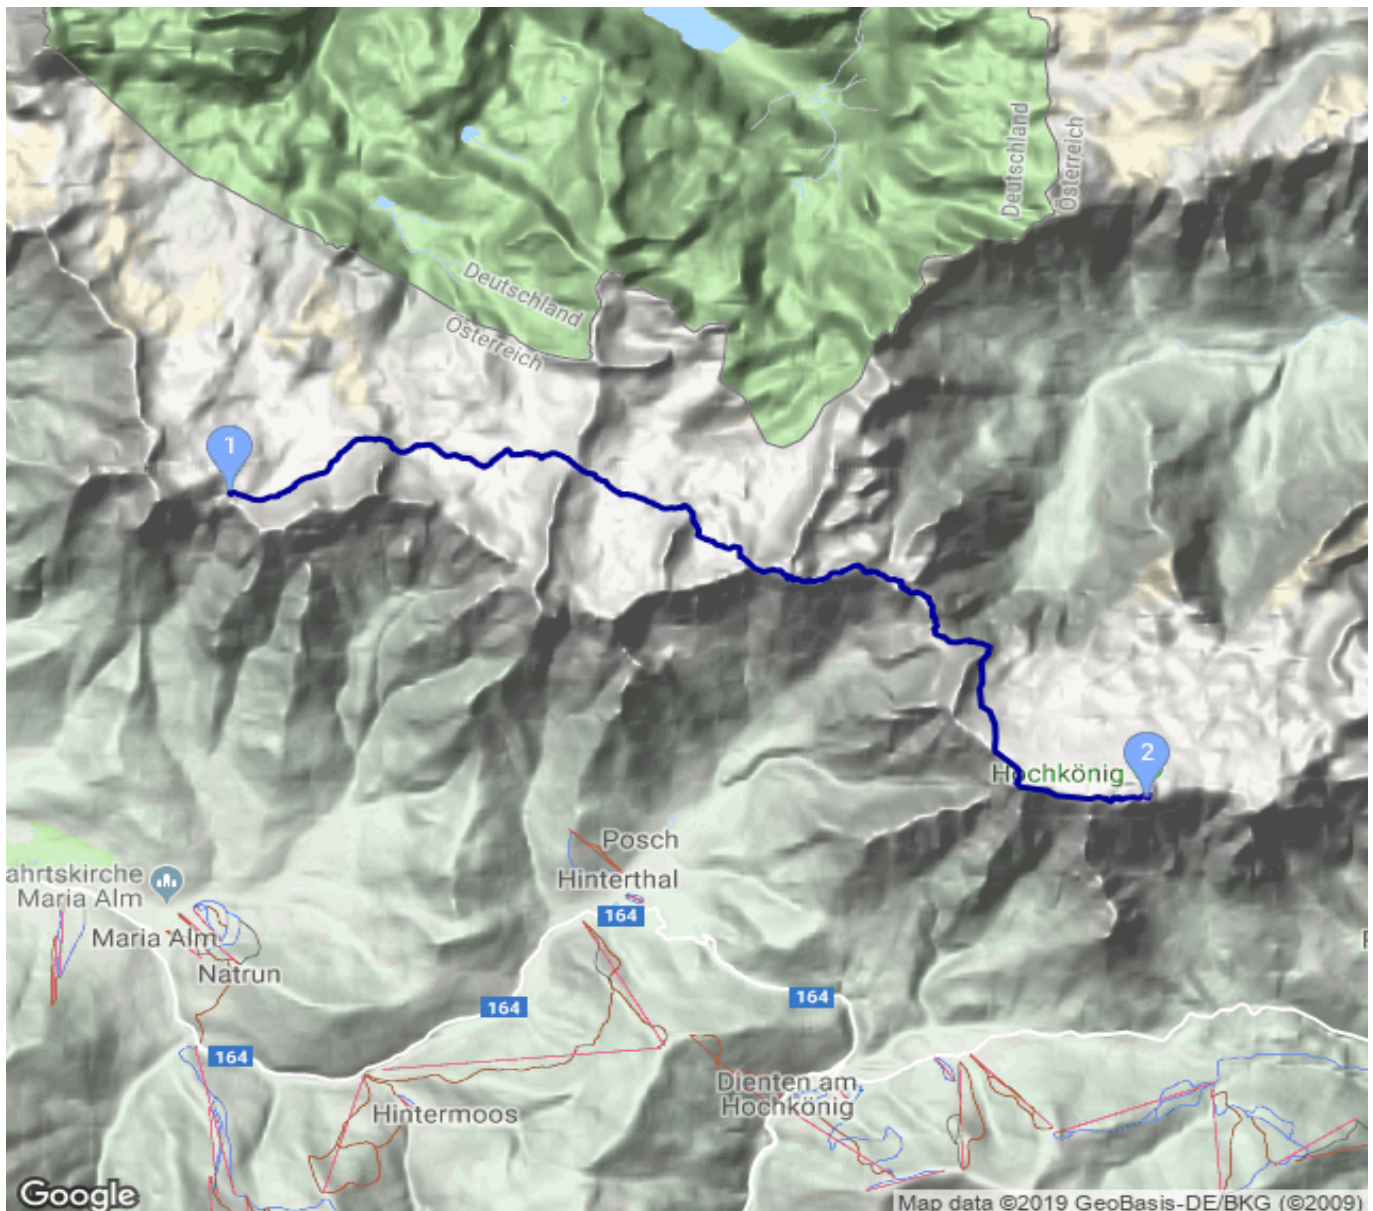 Deutschland
Österreich
Deutschland
Österreich
1
2
Hochkönig
Posch
Hinterthal
ahrtskirche
Maria Alm
164
Maria Alm
Natrun
164
164
164
Dienten am
Hochkönig
Hintermoos
Google
Map data ©2019 GeoBasis-DE/BKG (©2009)